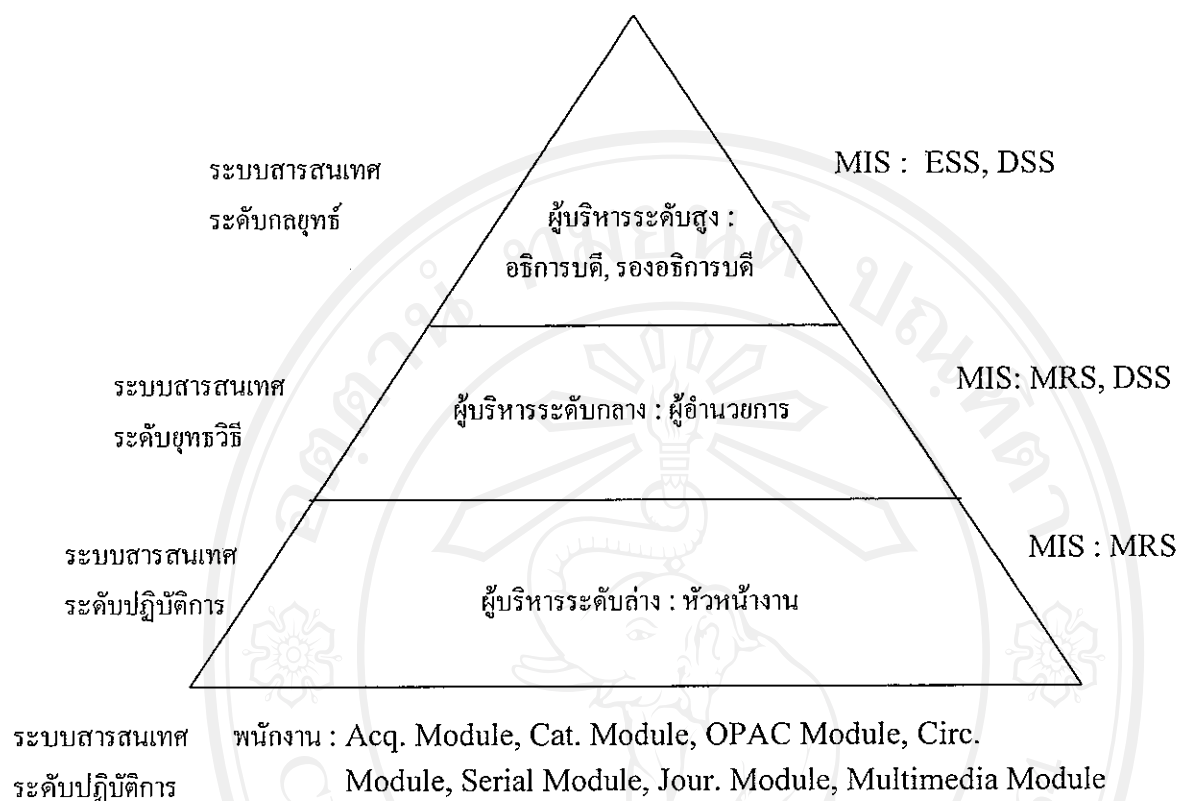 ระบบสารสนเทศ
ระดับกลยุทธ์
MIS : ESS, DSS
ผู้บริหารระดับสูง :
อธิการบดี, รองอธิการบดี
ระบบสารสนเทศ
ระดับยุทธวิธี
ผู้บริหารระดับกลาง : ผู้อำนวยการ
MIS: MRS, DSS
ระบบสารสนเทศ
ระดับปฏิบัติการ
ผู้บริหารระดับล่าง : หัวหน้างาน
MIS : MRS
ระบบสารสนเทศ พนักงาน : Acq. Module, Cat. Module, OPAC Module, Circ.
ระดับปฏิบัติการ Module, Serial Module, Jour. Module, Multimedia Module